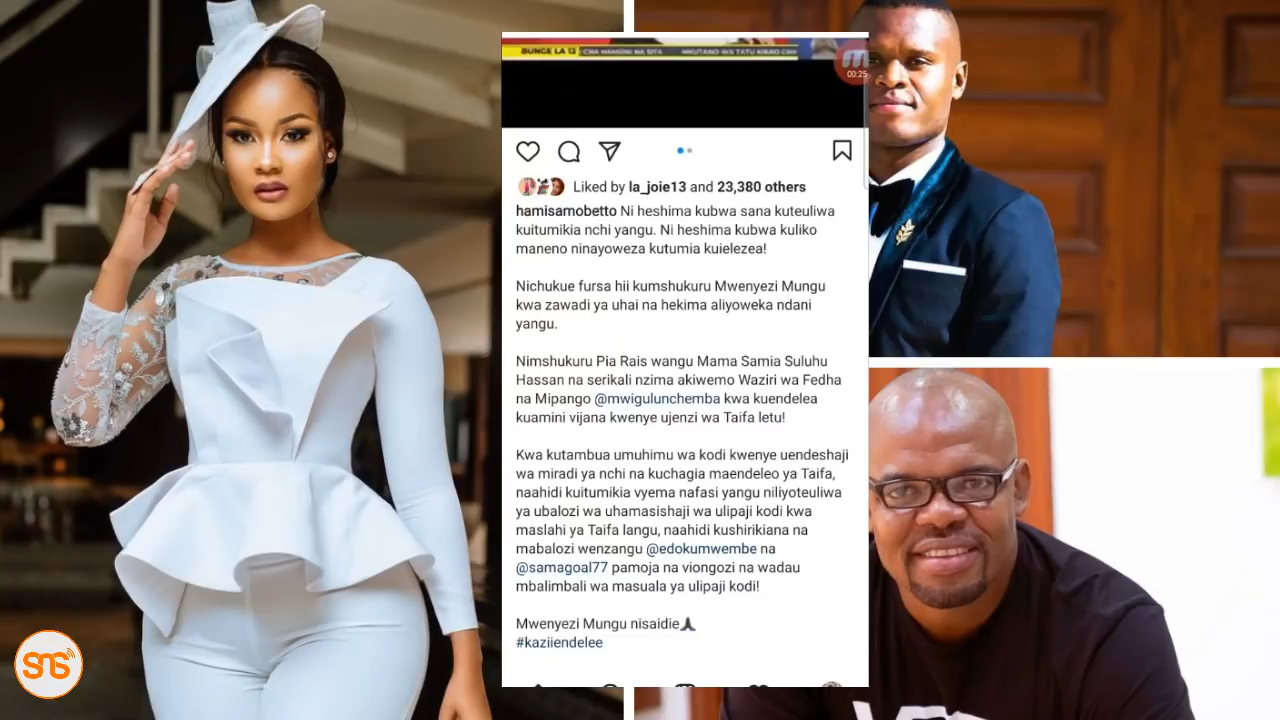 BUNGE LA 12
00:25
Liked by la_joie13 and 23,380 others
hamisamobetto Ni heshima kubwa sana kuteuliwa
kuitumikia nchi yangu. Ni heshima kubwa kuliko
maneno ninayoweza kutumia kuielezea!
Nichukue fursa hii kumshukuru Mwenyezi Mungu
kwa zawadi ya uhai na hekima aliyoweka ndani
yangu.
Nimshukuru Pia Rais wangu Mama Samia Suluhu
Hassan na serikali nzima akiwemo Waziri wa Fedha
na Mipango @mwigulunchemba kwa kuendelea
kuamini vijana kwenye ujenzi wa Taifa letu!
Kwa kutambua umuhimu wa kodi kwenye uendeshaji
wa miradi ya nchi na kuchagia maendeleo ya Taifa,
naahidi kuitumikia vyema nafasi yangu niliyoteuliwa
ya ubalozi wa uhamasishaji wa ulipaji kodi kwa
maslahi ya Taifa langu, naahidi kushirikiana na
mabalozi wenzangu @edokumwembe na
@samagoal77 pamoja na viongozi na wadau
mbalimbali wa masuala ya ulipaji kodi!
Mwenyezi Mungu nisaidie🙏🏿
#kaziiendelee
SnS